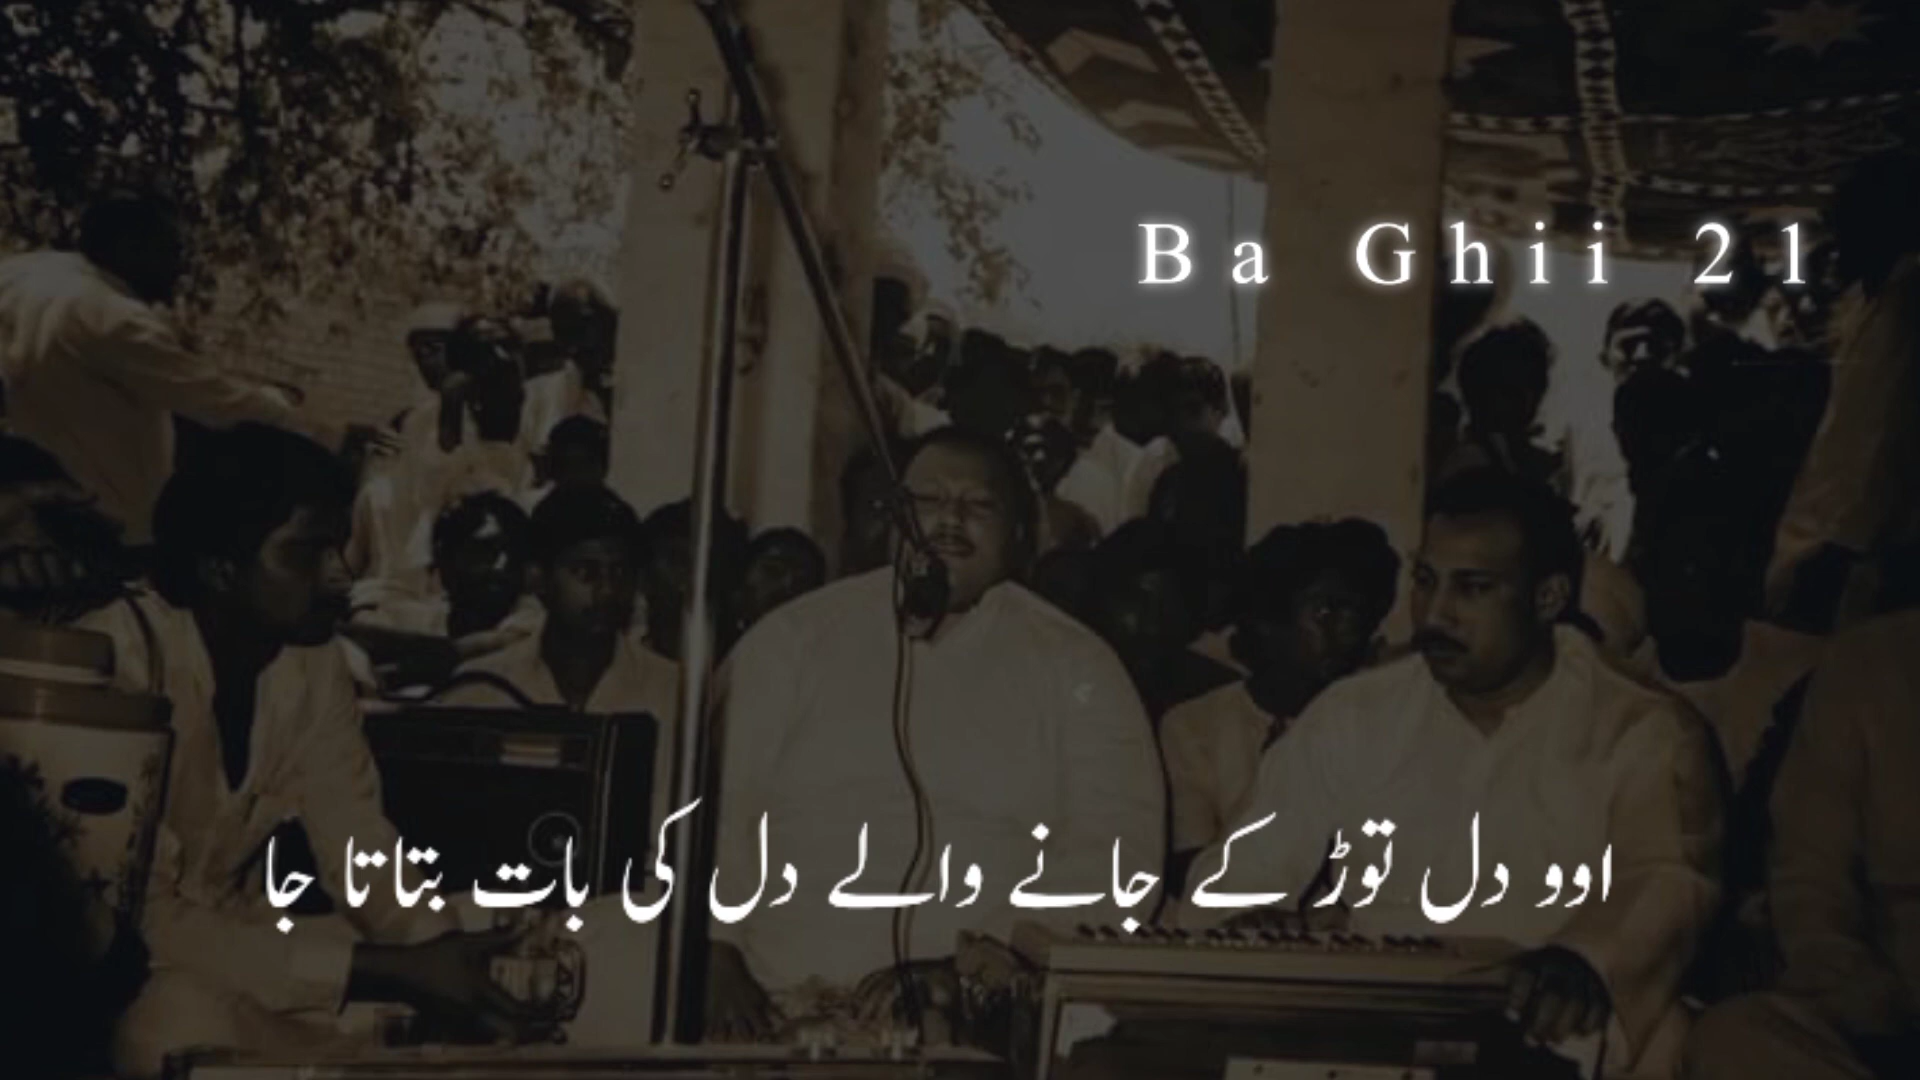 Ba Ghii 21
اوو دل توڑ کے جانے والے دل کی بات بتاتا جا